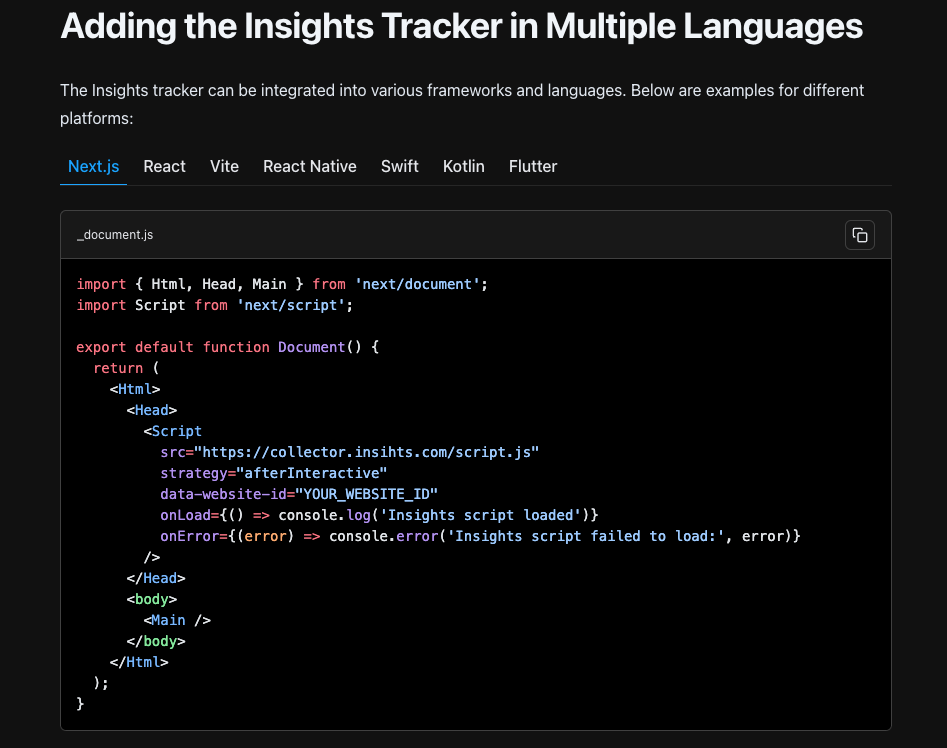 Adding the Insights Tracker in Multiple Languages
The Insights tracker can be integrated into various frameworks and languages. Below are examples for different
platforms:
Next.js React Vite React Native Swift Kotlin Flutter
_document.js
import { Html, Head, Main } from 'next/document';
import Script from 'next/script';

export default function Document() {
  return (
    <Html>
      <Head>
        <Script
          src="https://collector.insihts.com/script.js"
          strategy="afterInteractive"
          data-website-id="YOUR_WEBSITE_ID"
          onLoad={() => console.log('Insights script loaded')}
          onError={(error) => console.error('Insights script failed to load:', error)}
        />
      </Head>
      <body>
        <Main />
      </body>
    </Html>
  );
}